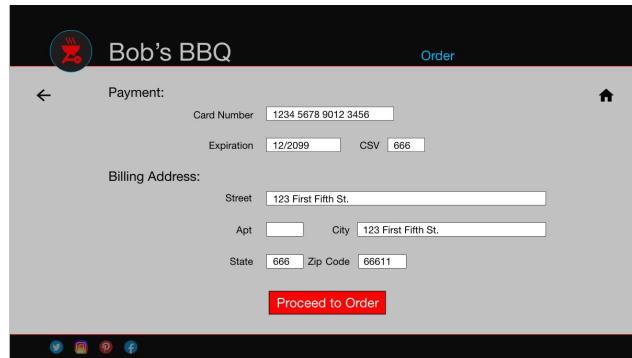 Bob's BBQ Order
Payment:
Card Number 1234 5678 9012 3456
Expiration 12/2099 CSV 666
Billing Address:
Street 123 First Fifth St.
Apt City 123 First Fifth St.
State 666 Zip Code 66611
Proceed to Order